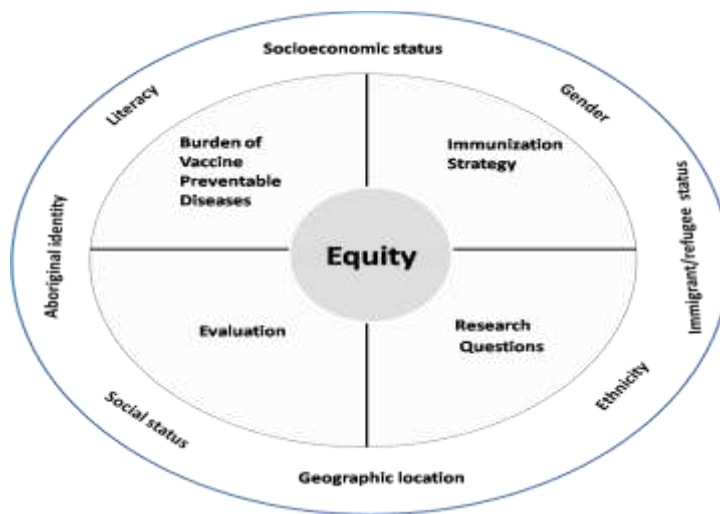 Socioeconomic status
Literacy
Gender
Burden of
Vaccine
Preventable
Diseases
Immunization
Strategy
Aboriginal identity
Equity
Immigrant/refugee status
Evaluation
Research
Questions
Social status
Ethnicity
Geographic location